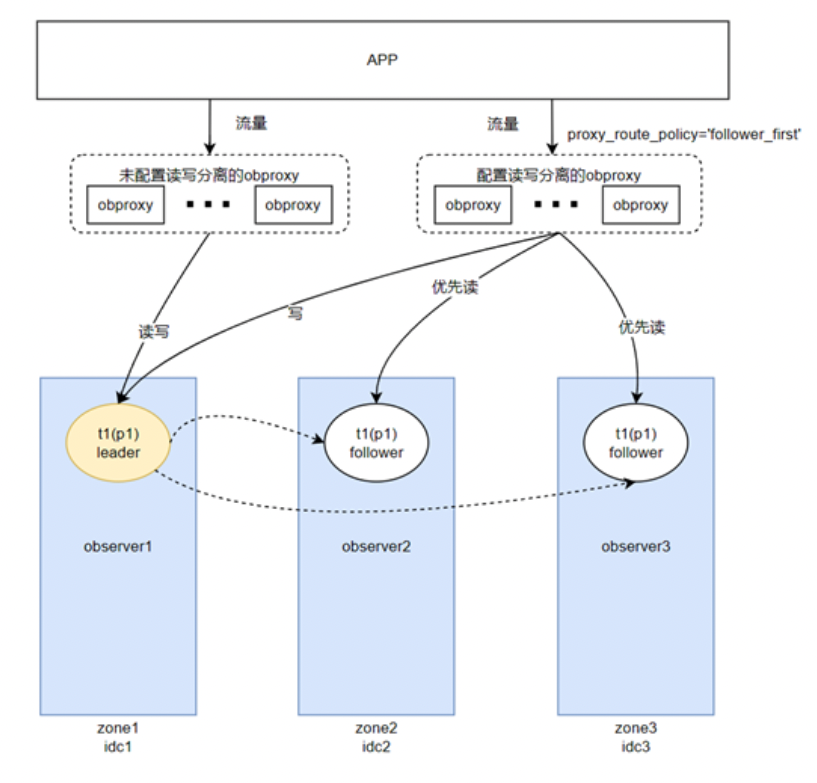 APP
流量
流量
proxy_route_policy='follower_first'
未配置读写分离的obproxy
obproxy
obproxy
配置读写分离的obproxy
obproxy
obproxy
读写
写
优先读
优先读
t1(p1)
leader
t1(p1)
follower
t1(p1)
follower
observer1
observer2
observer3
zone1
idc1
zone2
idc2
zone3
idc3